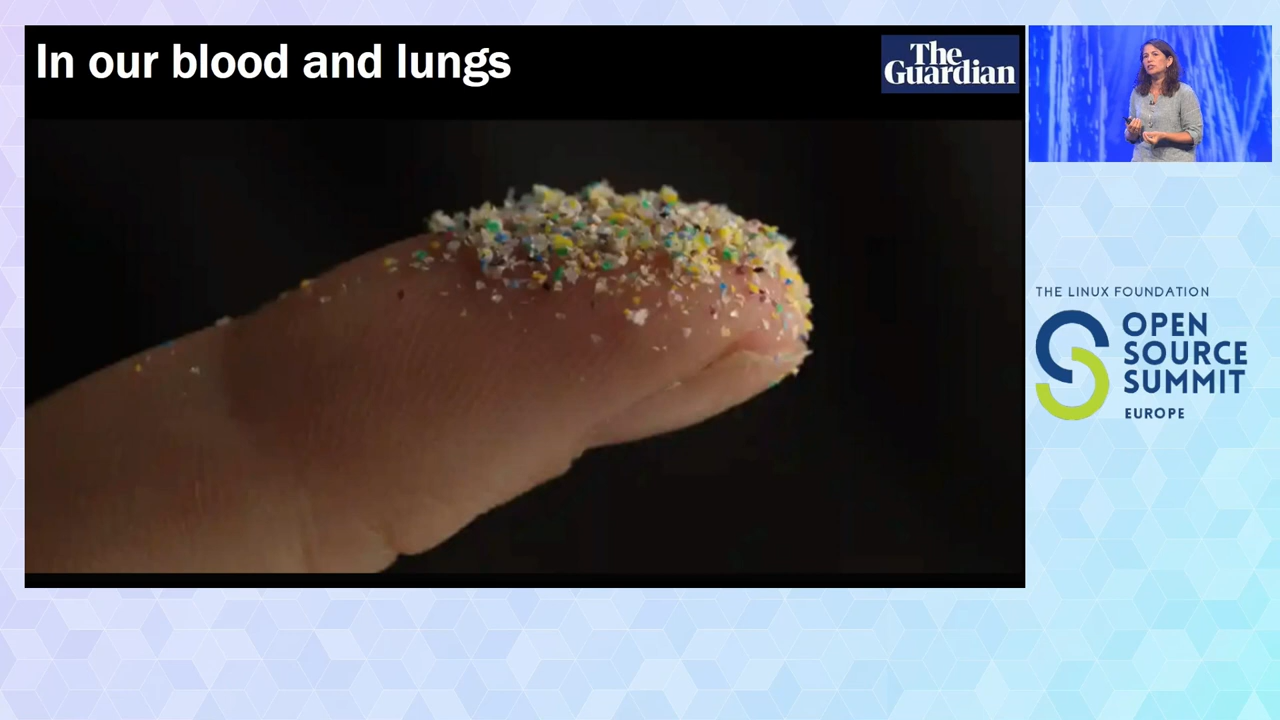 In our blood and lungs
The
Guardian
THE LINUX FOUNDATION
OPEN
SOURCE
SUMMIT
EUROPE